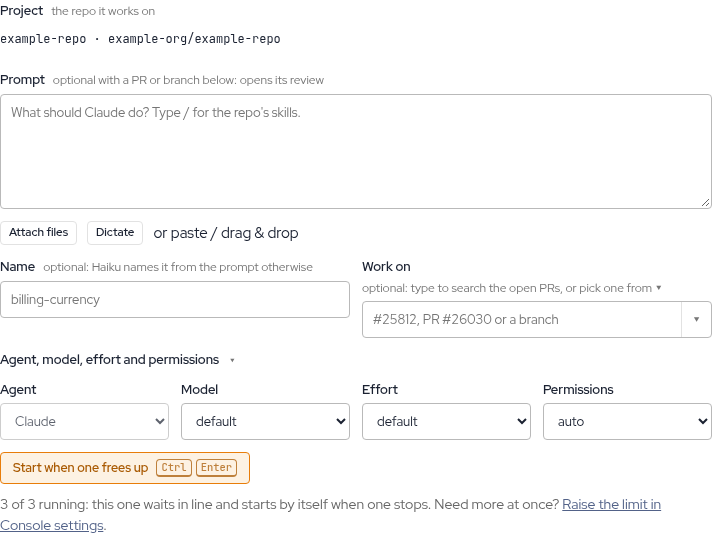 Project the repo it works on
example-repo · example-org/example-repo
Prompt optional with a PR or branch below: opens its review
What should Claude do? Type / for the repo's skills.
Attach files Dictate or paste / drag & drop
Name optional: Haiku names it from the prompt otherwise
billing-currency
Work on
optional: type to search the open PRs, or pick one from ▾
#25812, PR #26030 or a branch ▾
Agent, model, effort and permissions ▾
Agent Model Effort Permissions
Claude default default auto
Start when one frees up Ctrl Enter
3 of 3 running: this one waits in line and starts by itself when one stops. Need more at once? Raise the limit in
Console settings.